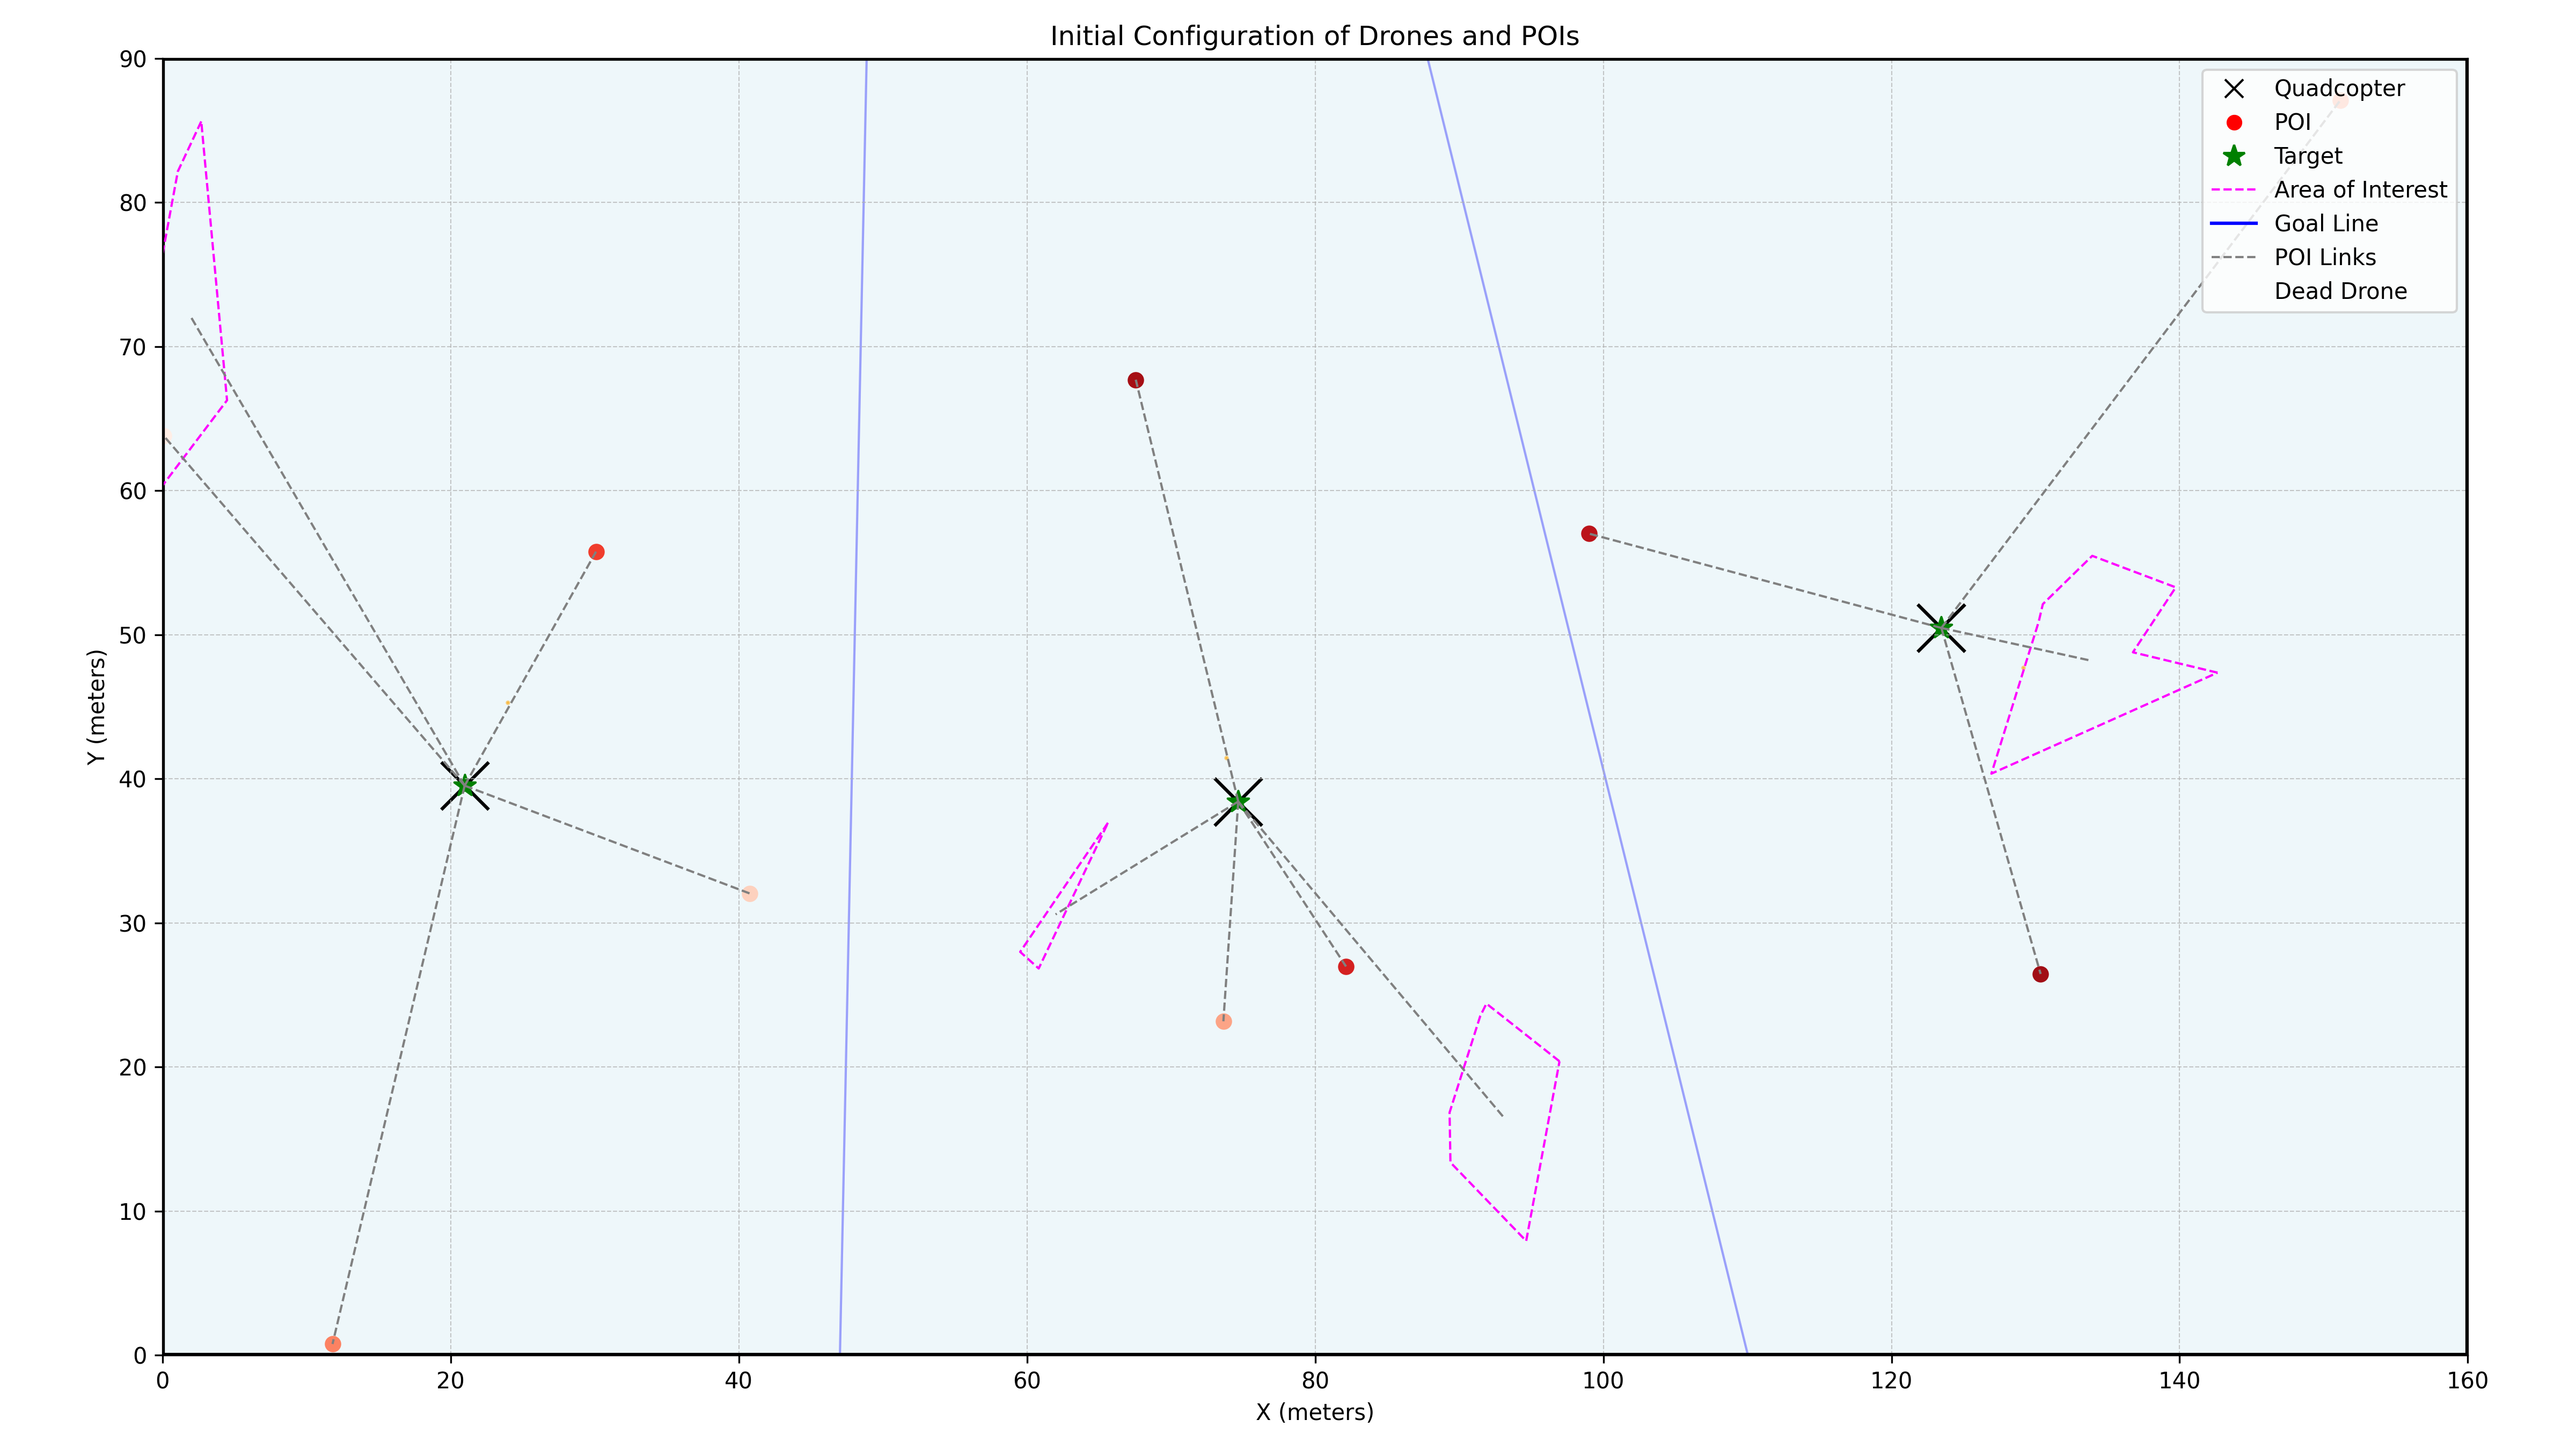 Initial Configuration of Drones and POIs
Quadcopter
POI
Target
Area of Interest
Goal Line
POI Links
Dead Drone
90
80
70
60
50
40
30
20
10
0
Y (meters)
0 20 40 60 80 100 120 140 160
X (meters)